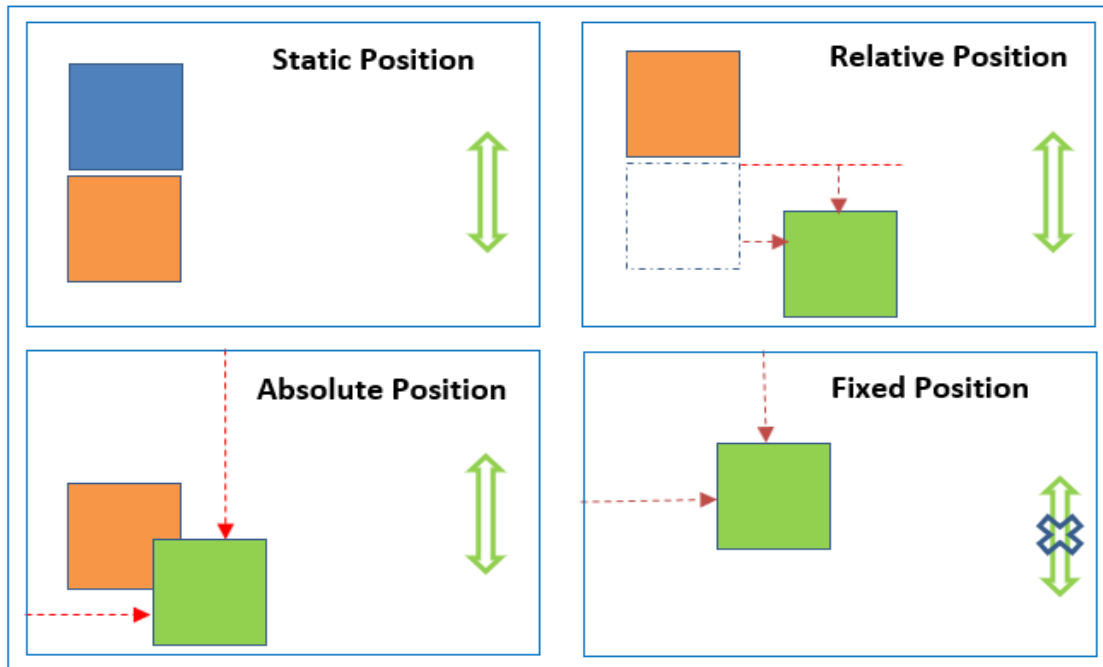 Static Position
Relative Position
Absolute Position
Fixed Position